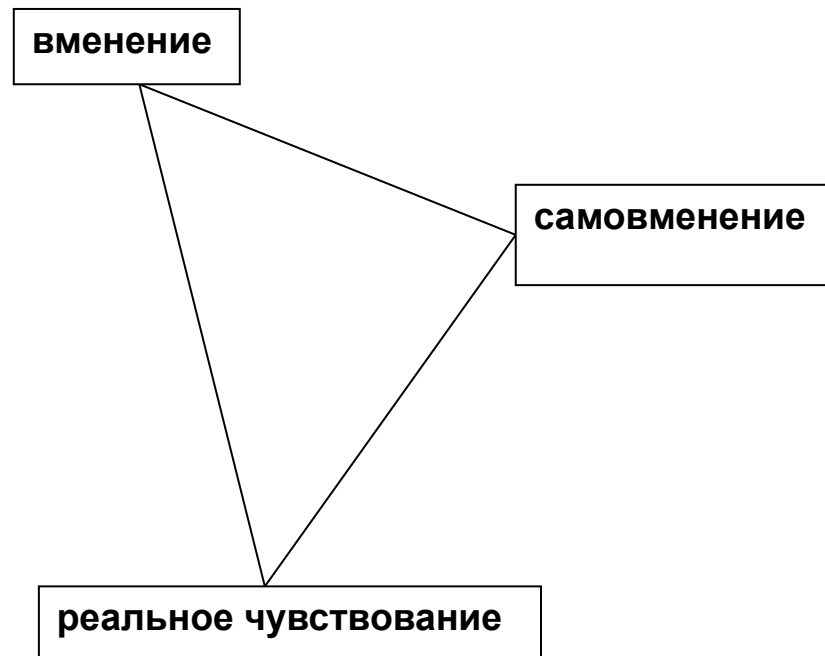 вменение
самовменение
реальное чувствование